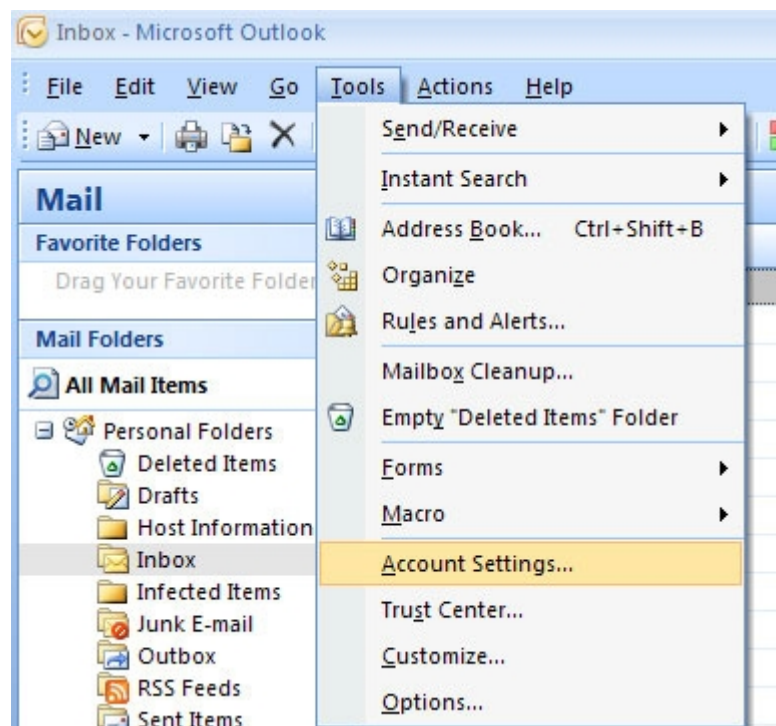 Inbox - Microsoft Outlook
File Edit View Go Tools Actions Help
New
Send/Receive
Instant Search
Mail
Address Book... Ctrl+Shift+B
Favorite Folders
Drag Your Favorite Folder
Organize
Rules and Alerts...
Mail Folders
Mailbox Cleanup...
All Mail Items
Empty "Deleted Items" Folder
Personal Folders
Deleted Items
Forms
Drafts
Macro
Host Information
Inbox
Account Settings...
Infected Items
Trust Center...
Junk E-mail
Outbox
Customize...
RSS Feeds
Options...
Sent Items